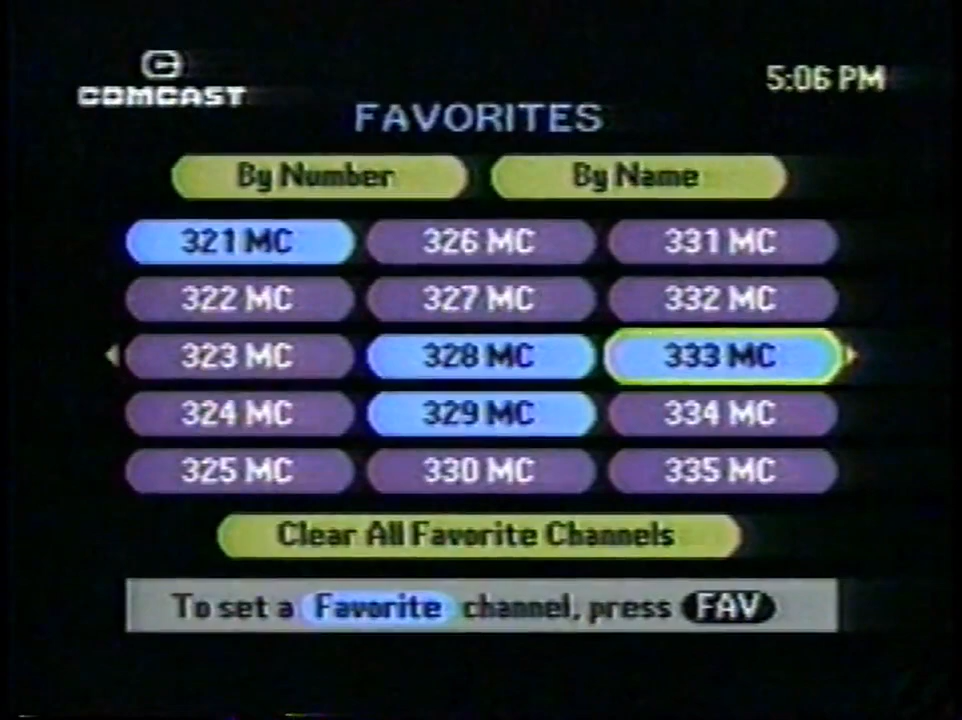 COMCAST
5:06 PM
FAVORITES
By Number
By Name
321 MC
326 MC
331 MC
322 MC
327 MC
332 MC
323 MC
328 MC
333 MC
324 MC
329 MC
334 MC
325 MC
330 MC
335 MC
Clear All Favorite Channels
To set a Favorite channel, press FAV